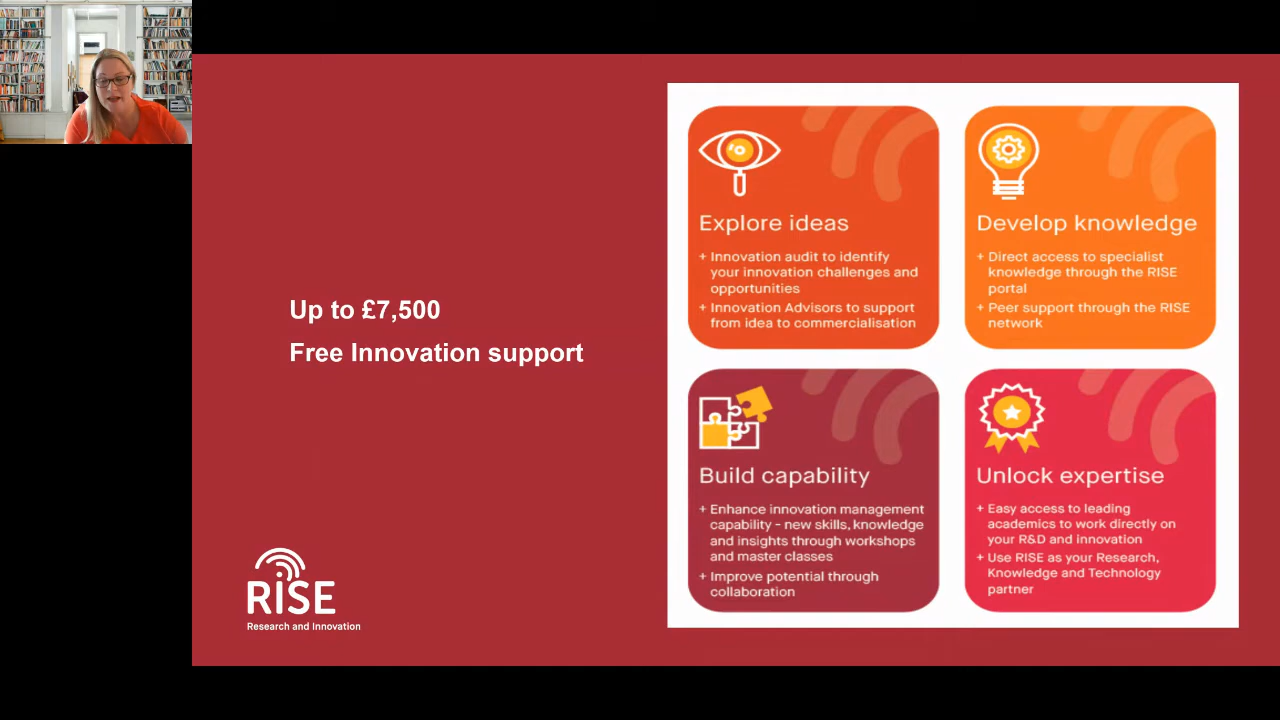 Up to £7,500
Free Innovation support
RISE
Research and Innovation
Explore ideas
+ Innovation audit to identify
your innovation challenges and
opportunities
+ Innovation Advisors to support
from idea to commercialisation
Develop knowledge
+ Direct access to specialist
knowledge through the RISE
portal
+ Peer support through the RISE
network
Build capability
+ Enhance innovation management
capability - new skills, knowledge
and insights through workshops
and master classes
+ Improve potential through
collaboration
Unlock expertise
+ Easy access to leading
academics to work directly on
your R&D and innovation
+ Use RISE as your Research,
Knowledge and Technology
partner